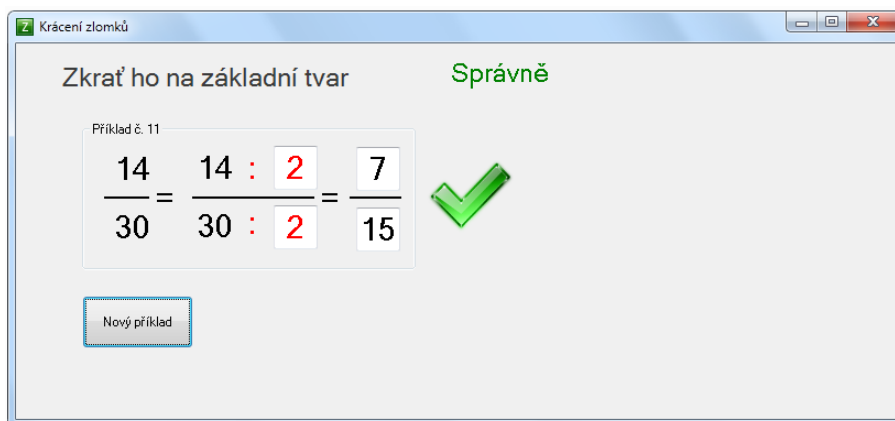 Krácení zlomků
Zkrať ho na základní tvar
Správně
Příklad č. 11
14 14 : 2 7
= =
30 30 : 2 15
Nový příklad